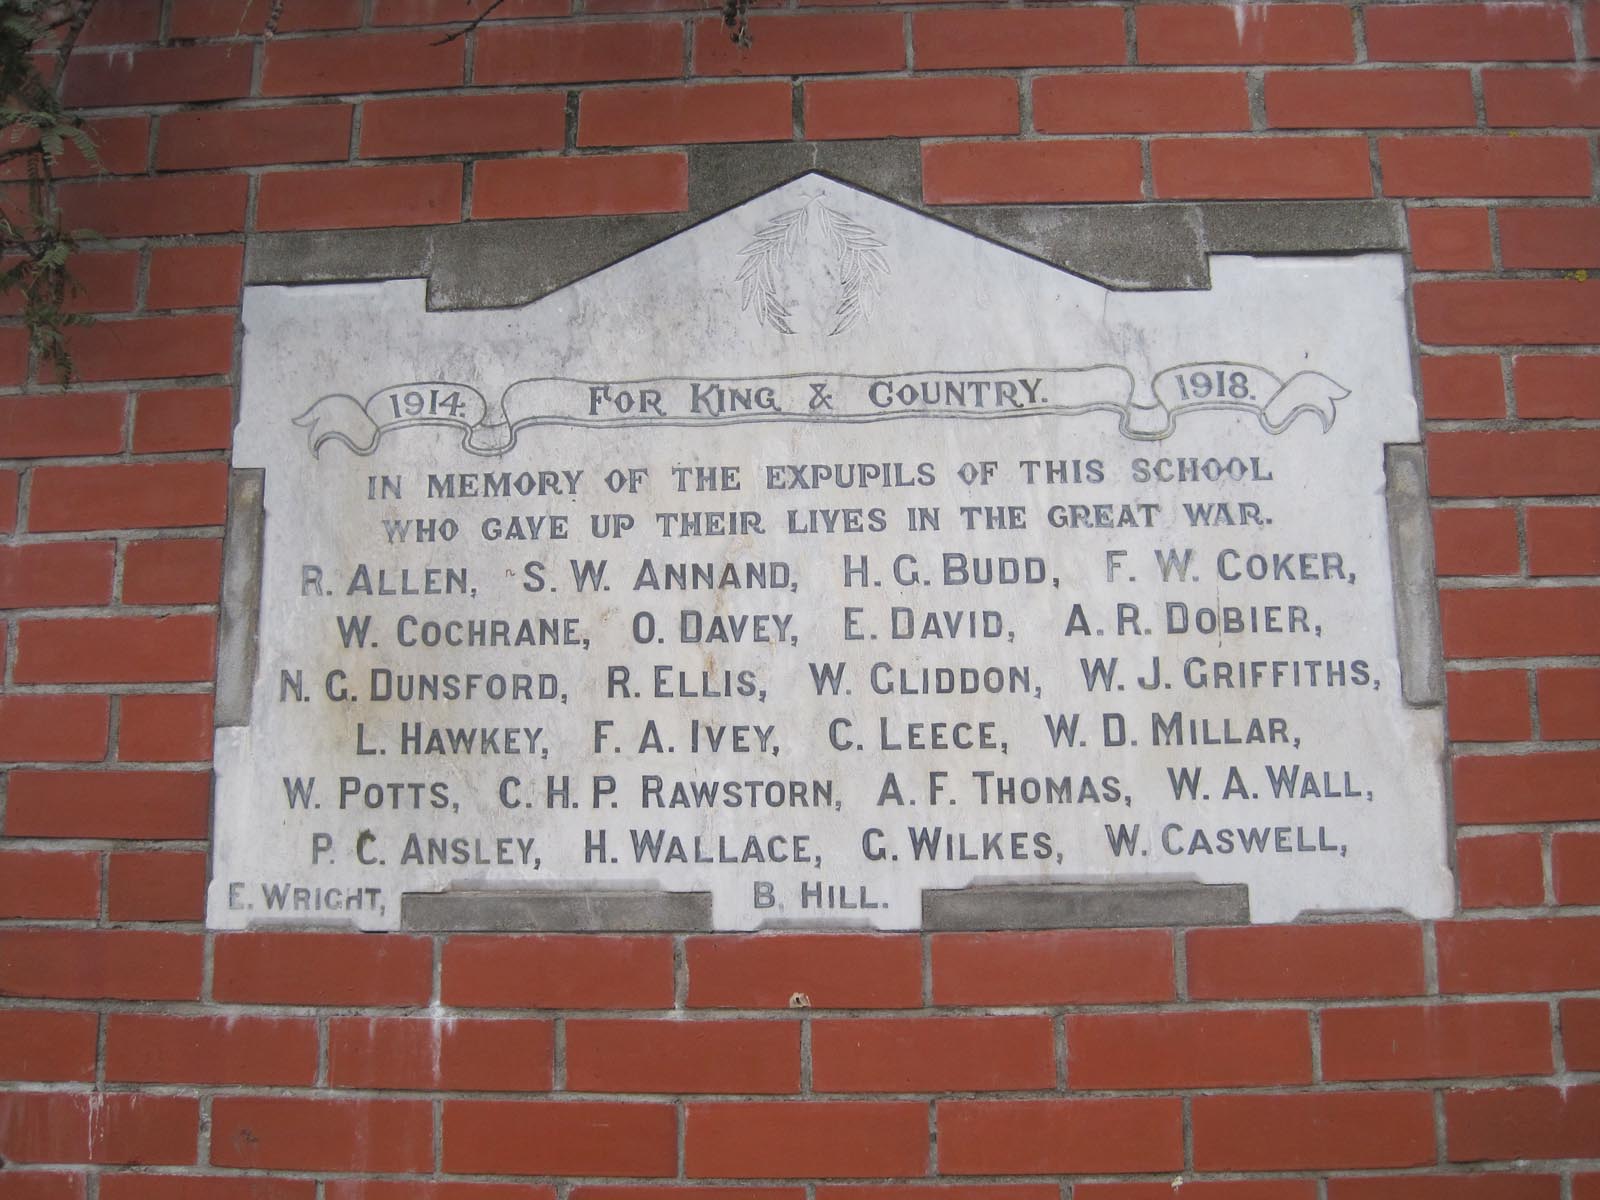 1914. FOR KING & COUNTRY. 1918.
IN MEMORY OF THE EXPUPILS OF THIS SCHOOL
WHO GAVE UP THEIR LIVES IN THE GREAT WAR.
R. ALLEN, S. W. ANNAND, H. G. BUDD, F. W. COKER,
W. COCHRANE, O. DAVEY, E. DAVID, A. R. DOBIER,
N. G. DUNSFORD, R. ELLIS, W. GLIDDON, W. J. GRIFFITHS,
L. HAWKEY, F. A. IVEY, C. LEECE, W. D. MILLAR,
W. POTTS, C. H. P. RAWSTORN, A. F. THOMAS, W. A. WALL,
P. C. ANSLEY, H. WALLACE, G. WILKES, W. CASWELL,
E. WRIGHT, B. HILL.